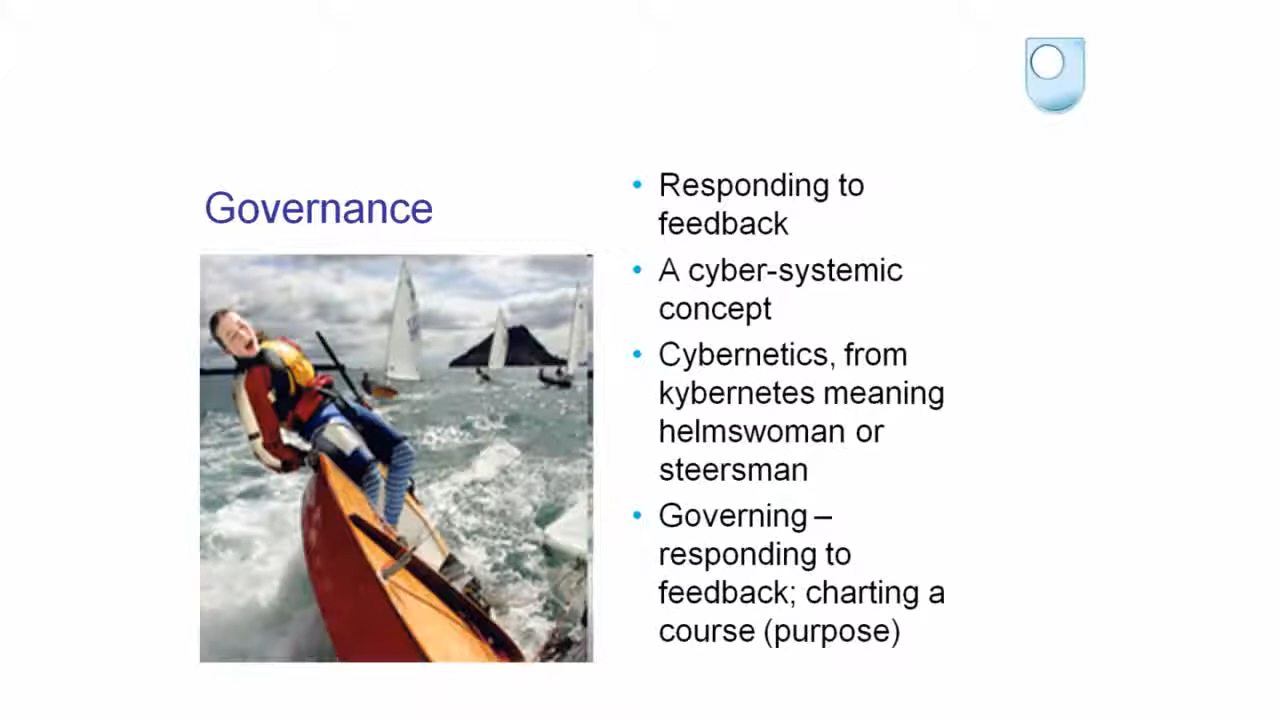 Governance
• Responding to
feedback
• A cyber-systemic
concept
• Cybernetics, from
kybernetes meaning
helmswoman or
steersman
• Governing –
responding to
feedback; charting a
course (purpose)